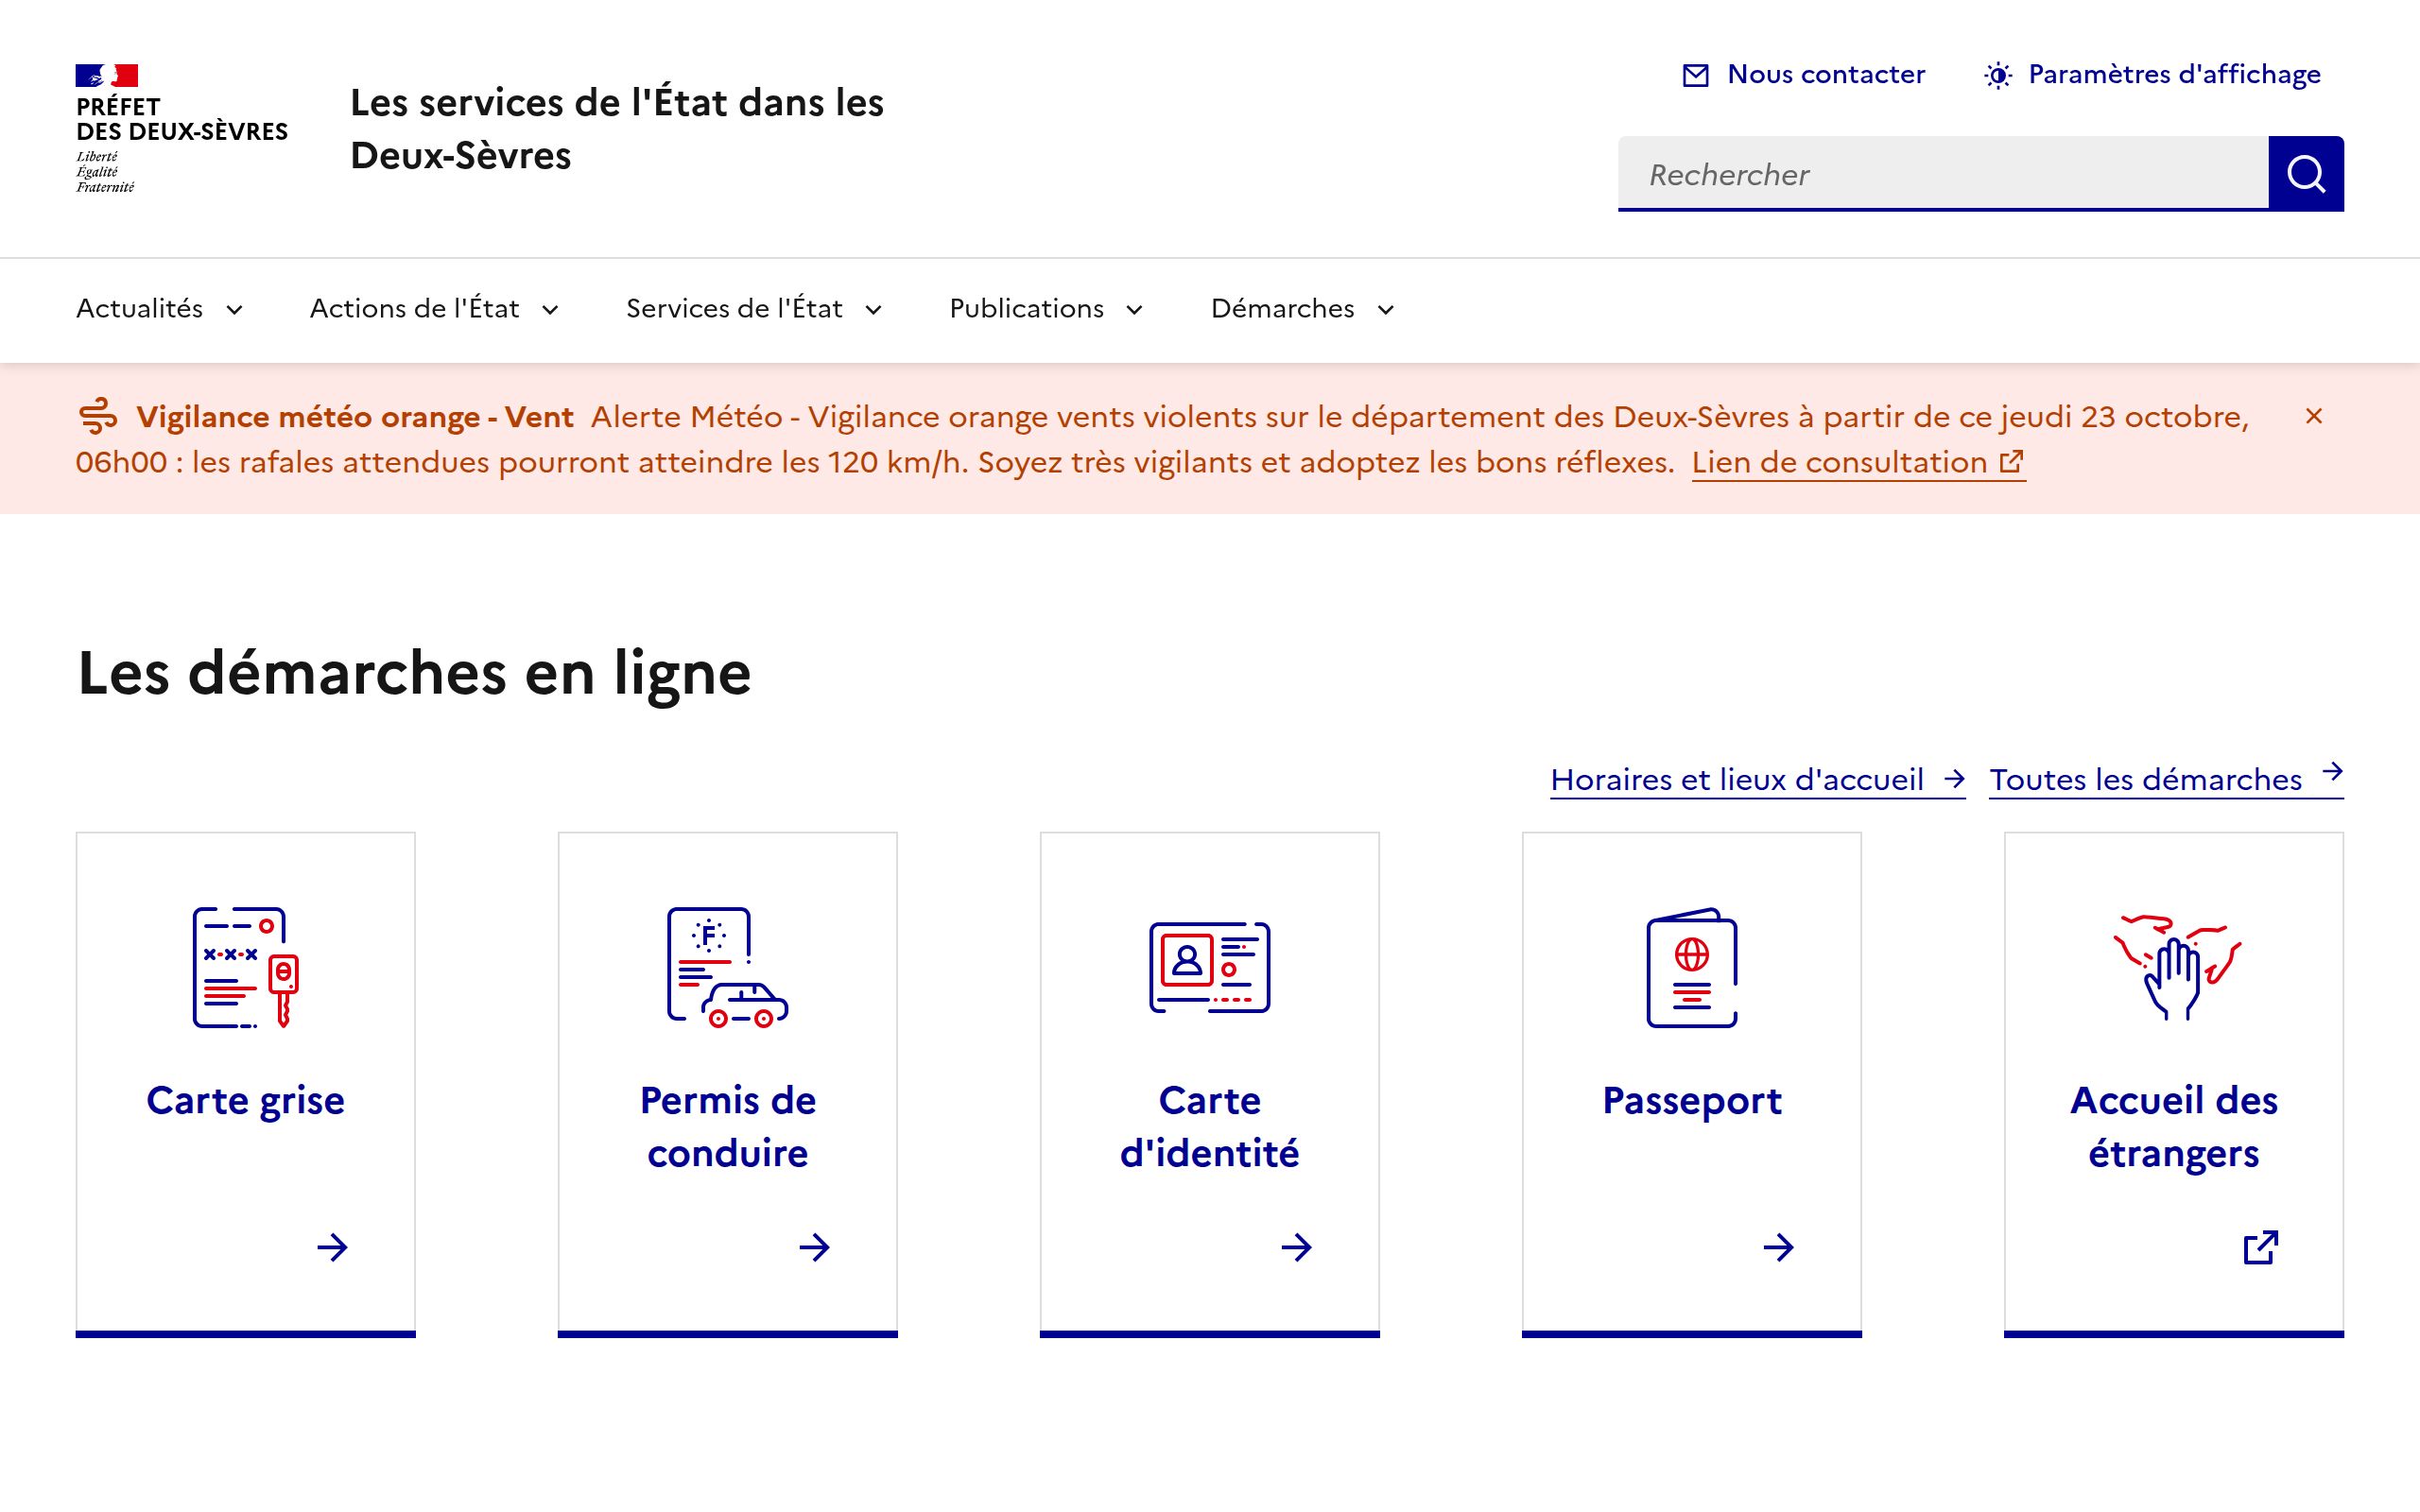 PRÉFET
DES DEUX-SÈVRES
Liberté
Égalité
Fraternité
Les services de l'État dans les
Deux-Sèvres
Nous contacter
Paramètres d'affichage
Rechercher
Actualités
Actions de l'État
Services de l'État
Publications
Démarches
Vigilance météo orange - Vent Alerte Météo - Vigilance orange vents violents sur le département des Deux-Sèvres à partir de ce jeudi 23 octobre,
06h00 : les rafales attendues pourront atteindre les 120 km/h. Soyez très vigilants et adoptez les bons réflexes. Lien de consultation
Les démarches en ligne
Horaires et lieux d'accueil
Toutes les démarches
F
Carte grise
Permis de
conduire
Carte
d'identité
Passeport
Accueil des
étrangers